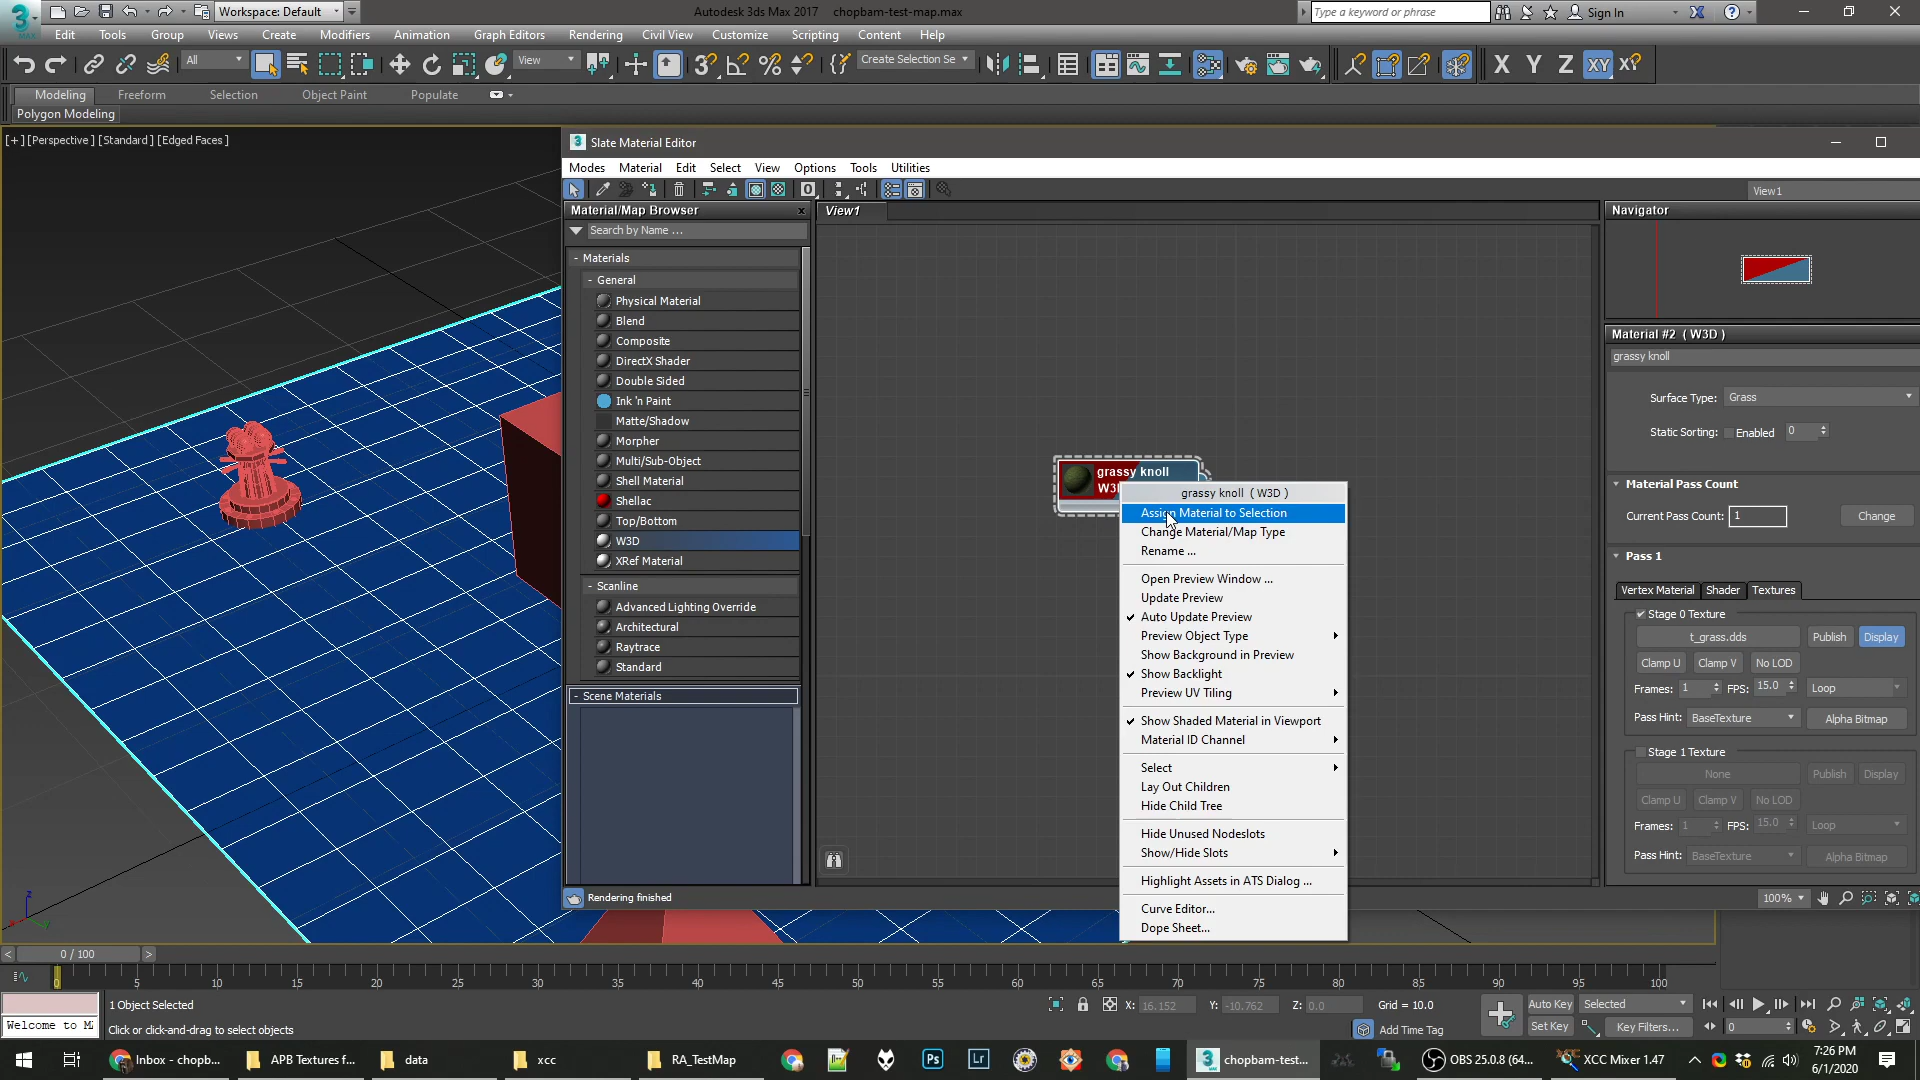 MAX
Workspace: Default
Autodesk 3ds Max 2017    chopbam-test-map.max
Type a keyword or phrase
Sign In
Edit
Tools
Group
Views
Create
Modifiers
Animation
Graph Editors
Rendering
Civil View
Customize
Scripting
Content
Help
All
View
Create Selection Se
X
Y
Z
XY
Modeling
Freeform
Selection
Object Paint
Populate
Polygon Modeling
[+] [Perspective ] [Standard ] [Edged Faces ]
Slate Material Editor
Modes
Material
Edit
Select
View
Options
Tools
Utilities
View1
Material/Map Browser
x
View1
Navigator
Search by Name ...
- Materials
- General
Physical Material
Blend
Composite
DirectX Shader
Double Sided
Ink 'n Paint
Matte/Shadow
Morpher
Multi/Sub-Object
Shell Material
Shellac
Top/Bottom
W3D
XRef Material
- Scanline
Advanced Lighting Override
Architectural
Raytrace
Standard
- Scene Materials
Rendering finished
grassy knoll
grassy knoll  ( W3D )
Assign Material to Selection
Change Material/Map Type
Rename ...
Open Preview Window ...
Update Preview
Auto Update Preview
Preview Object Type
Show Background in Preview
Show Backlight
Preview UV Tiling
Show Shaded Material in Viewport
Material ID Channel
Select
Lay Out Children
Hide Child Tree
Hide Unused Nodeslots
Show/Hide Slots
Highlight Assets in ATS Dialog ...
Curve Editor...
Dope Sheet...
Material #2  ( W3D )
grassy knoll
Surface Type: Grass
Static Sorting: Enabled 0
Material Pass Count
Current Pass Count: 1 Change
Pass 1
Vertex Material
Shader
Textures
Stage 0 Texture
t_grass.dds Publish Display
Clamp U Clamp V No LOD
Frames: 1 FPS: 15.0 Loop
Pass Hint: BaseTexture Alpha Bitmap
Stage 1 Texture
None Publish Display
Clamp U Clamp V No LOD
Frames: 1 FPS: 15.0 Loop
Pass Hint: BaseTexture Alpha Bitmap
100%
z
x
y
< 0 / 100 >
0 5 10 15 20 25 30 35 40 45 50 55 60 65 70 75 80 85 90 95 100
1 Object Selected
X: 16.152 Y: -10.762 Z: 0.0 Grid = 10.0
Auto Key Selected
Welcome to M
Click or click-and-drag to select objects
Add Time Tag
Set Key
Key Filters...
0
Inbox - chopb...
APB Textures f...
data
xcc
RA_TestMap
Ps
Lr
chopbam-test...
OBS 25.0.8 (64...
XCC Mixer 1.47
7:26 PM
6/1/2020